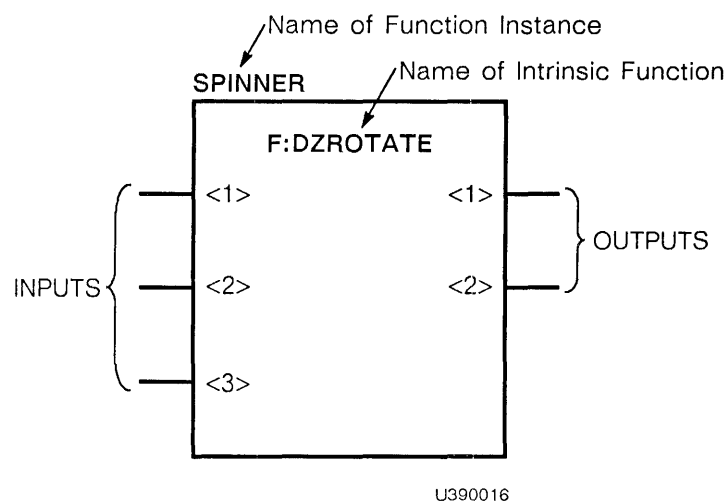 Name of Function Instance
SPINNER
Name of Intrinsic Function
F:DZROTATE
<1> <1>
INPUTS <2> <2> OUTPUTS
<3>
U390016